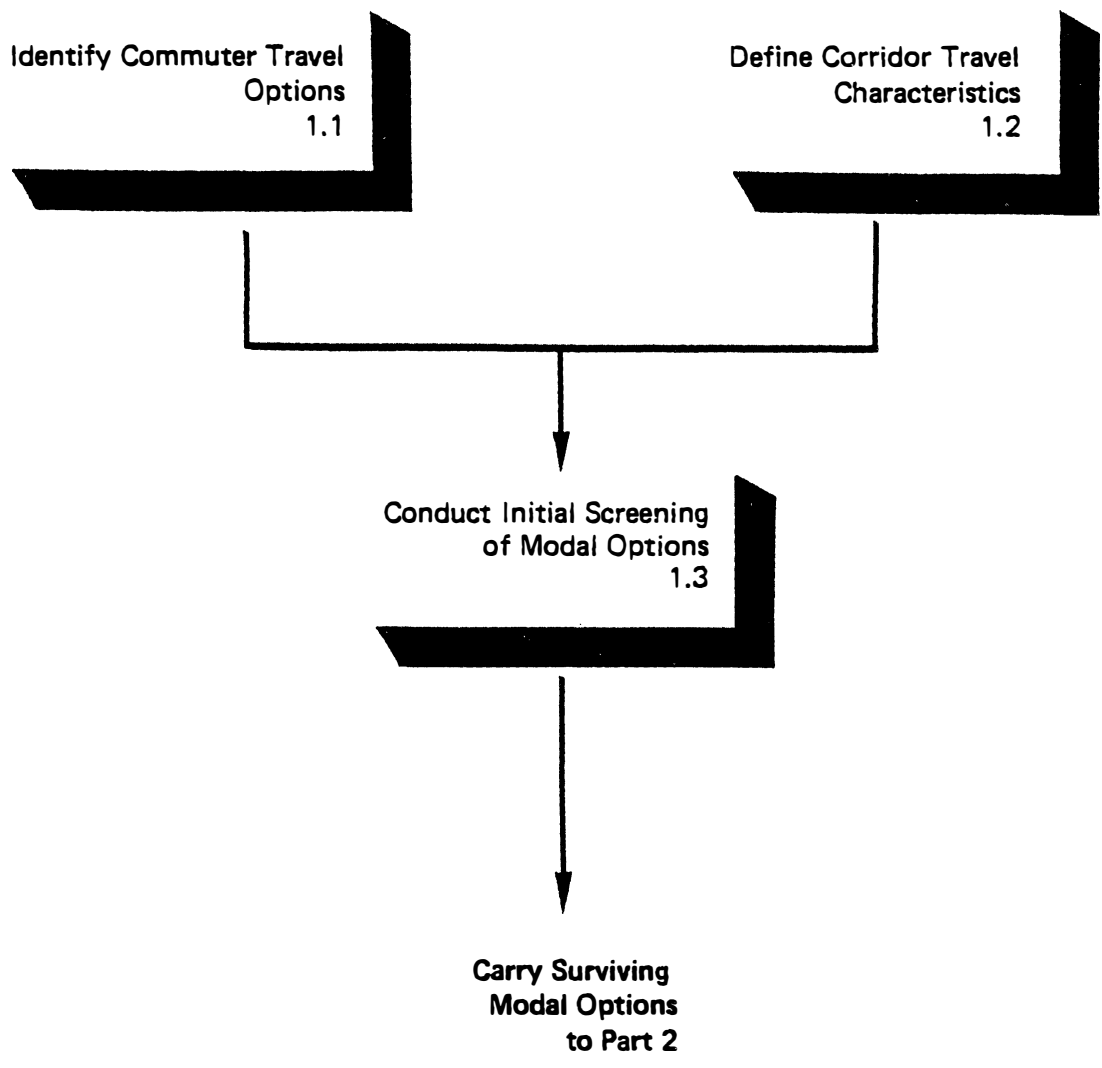 Identify Commuter Travel
Options
1.1
Define Corridor Travel
Characteristics
1.2
Conduct Initial Screening
of Modal Options
1.3
Carry Surviving
Modal Options
to Part 2